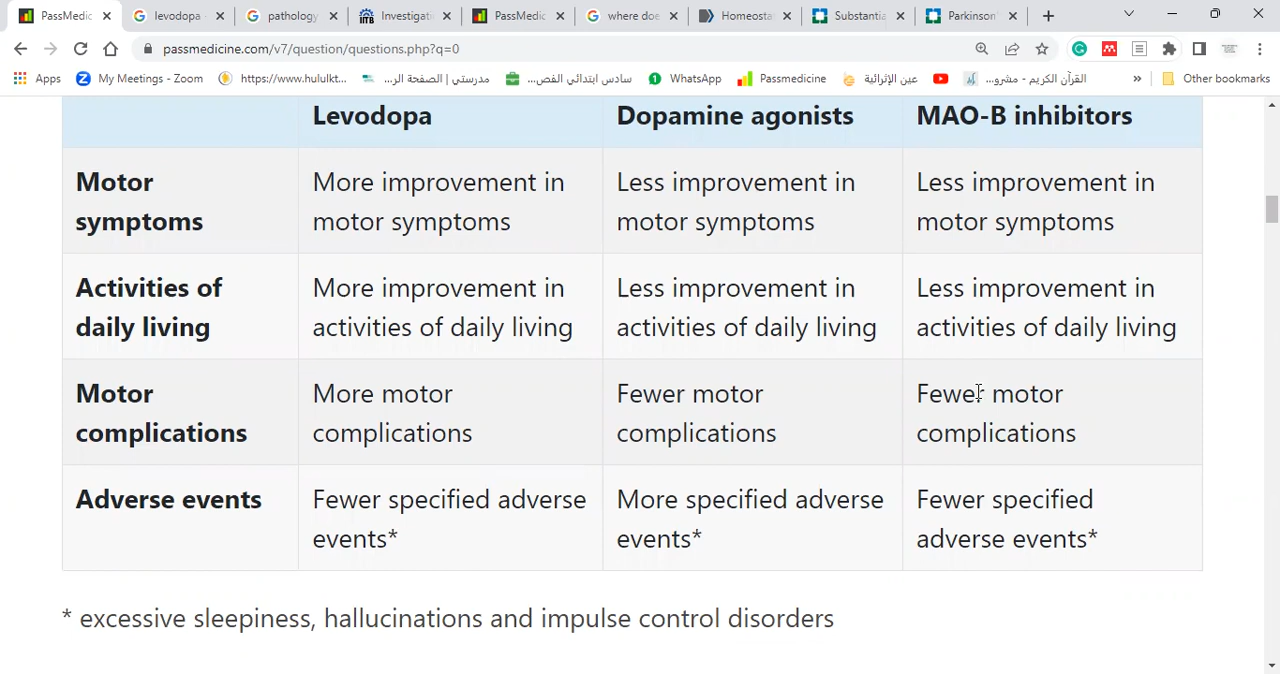 PassMedic
levodopa
pathology
Investigati
PassMedic
where doe
Homeosta
Substantia
Parkinson'
passmedicine.com/v7/question/questions.php?q=0
Apps
My Meetings - Zoom
https://www.hululkt...
مدرستي | الصفحة الر...
سادس ابتدائي الفص...
WhatsApp
Passmedicine
عين الإثرائية
القرآن الكريم - مشرو...
»
Other bookmarks
Levodopa
Dopamine agonists
MAO-B inhibitors
Motor
symptoms
More improvement in
motor symptoms
Less improvement in
motor symptoms
Less improvement in
motor symptoms
Activities of
daily living
More improvement in
activities of daily living
Less improvement in
activities of daily living
Less improvement in
activities of daily living
Motor
complications
More motor
complications
Fewer motor
complications
Fewer motor
complications
Adverse events
Fewer specified adverse
events*
More specified adverse
events*
Fewer specified
adverse events*
* excessive sleepiness, hallucinations and impulse control disorders